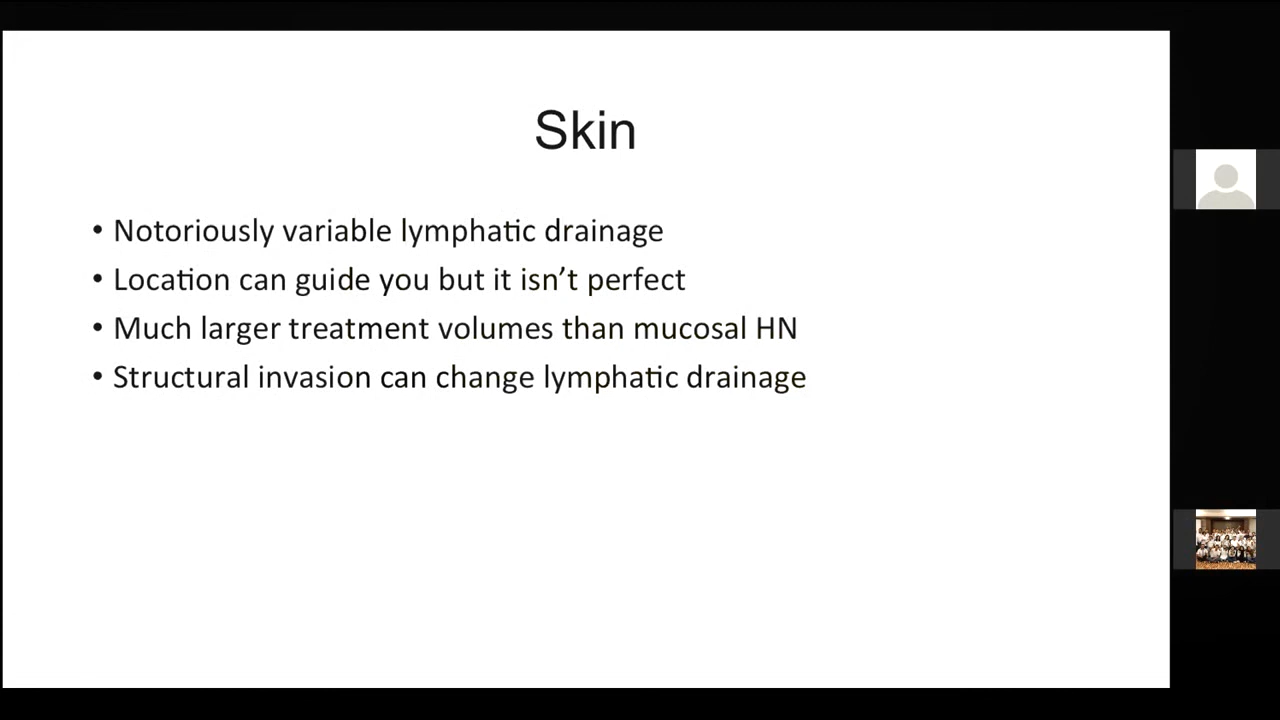 Skin
• Notoriously variable lymphatic drainage
• Location can guide you but it isn’t perfect
• Much larger treatment volumes than mucosal HN
• Structural invasion can change lymphatic drainage